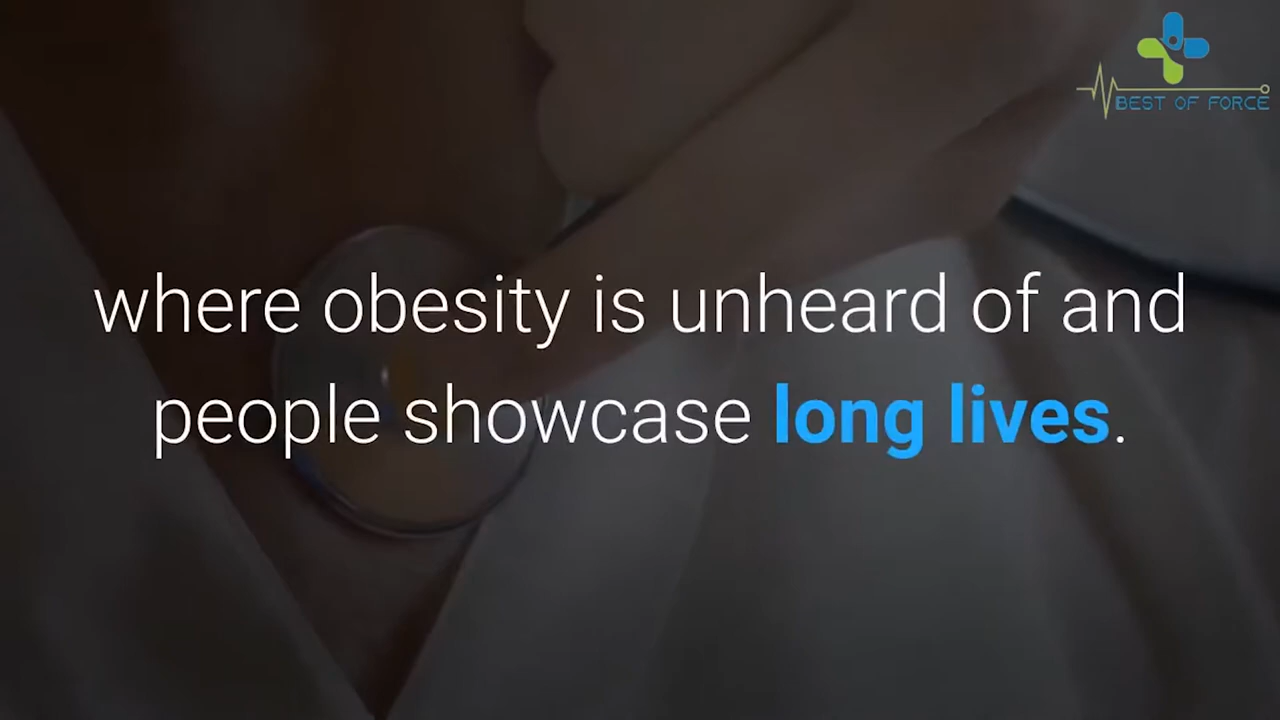 BEST OF FORCE
where obesity is unheard of and
people showcase long lives.